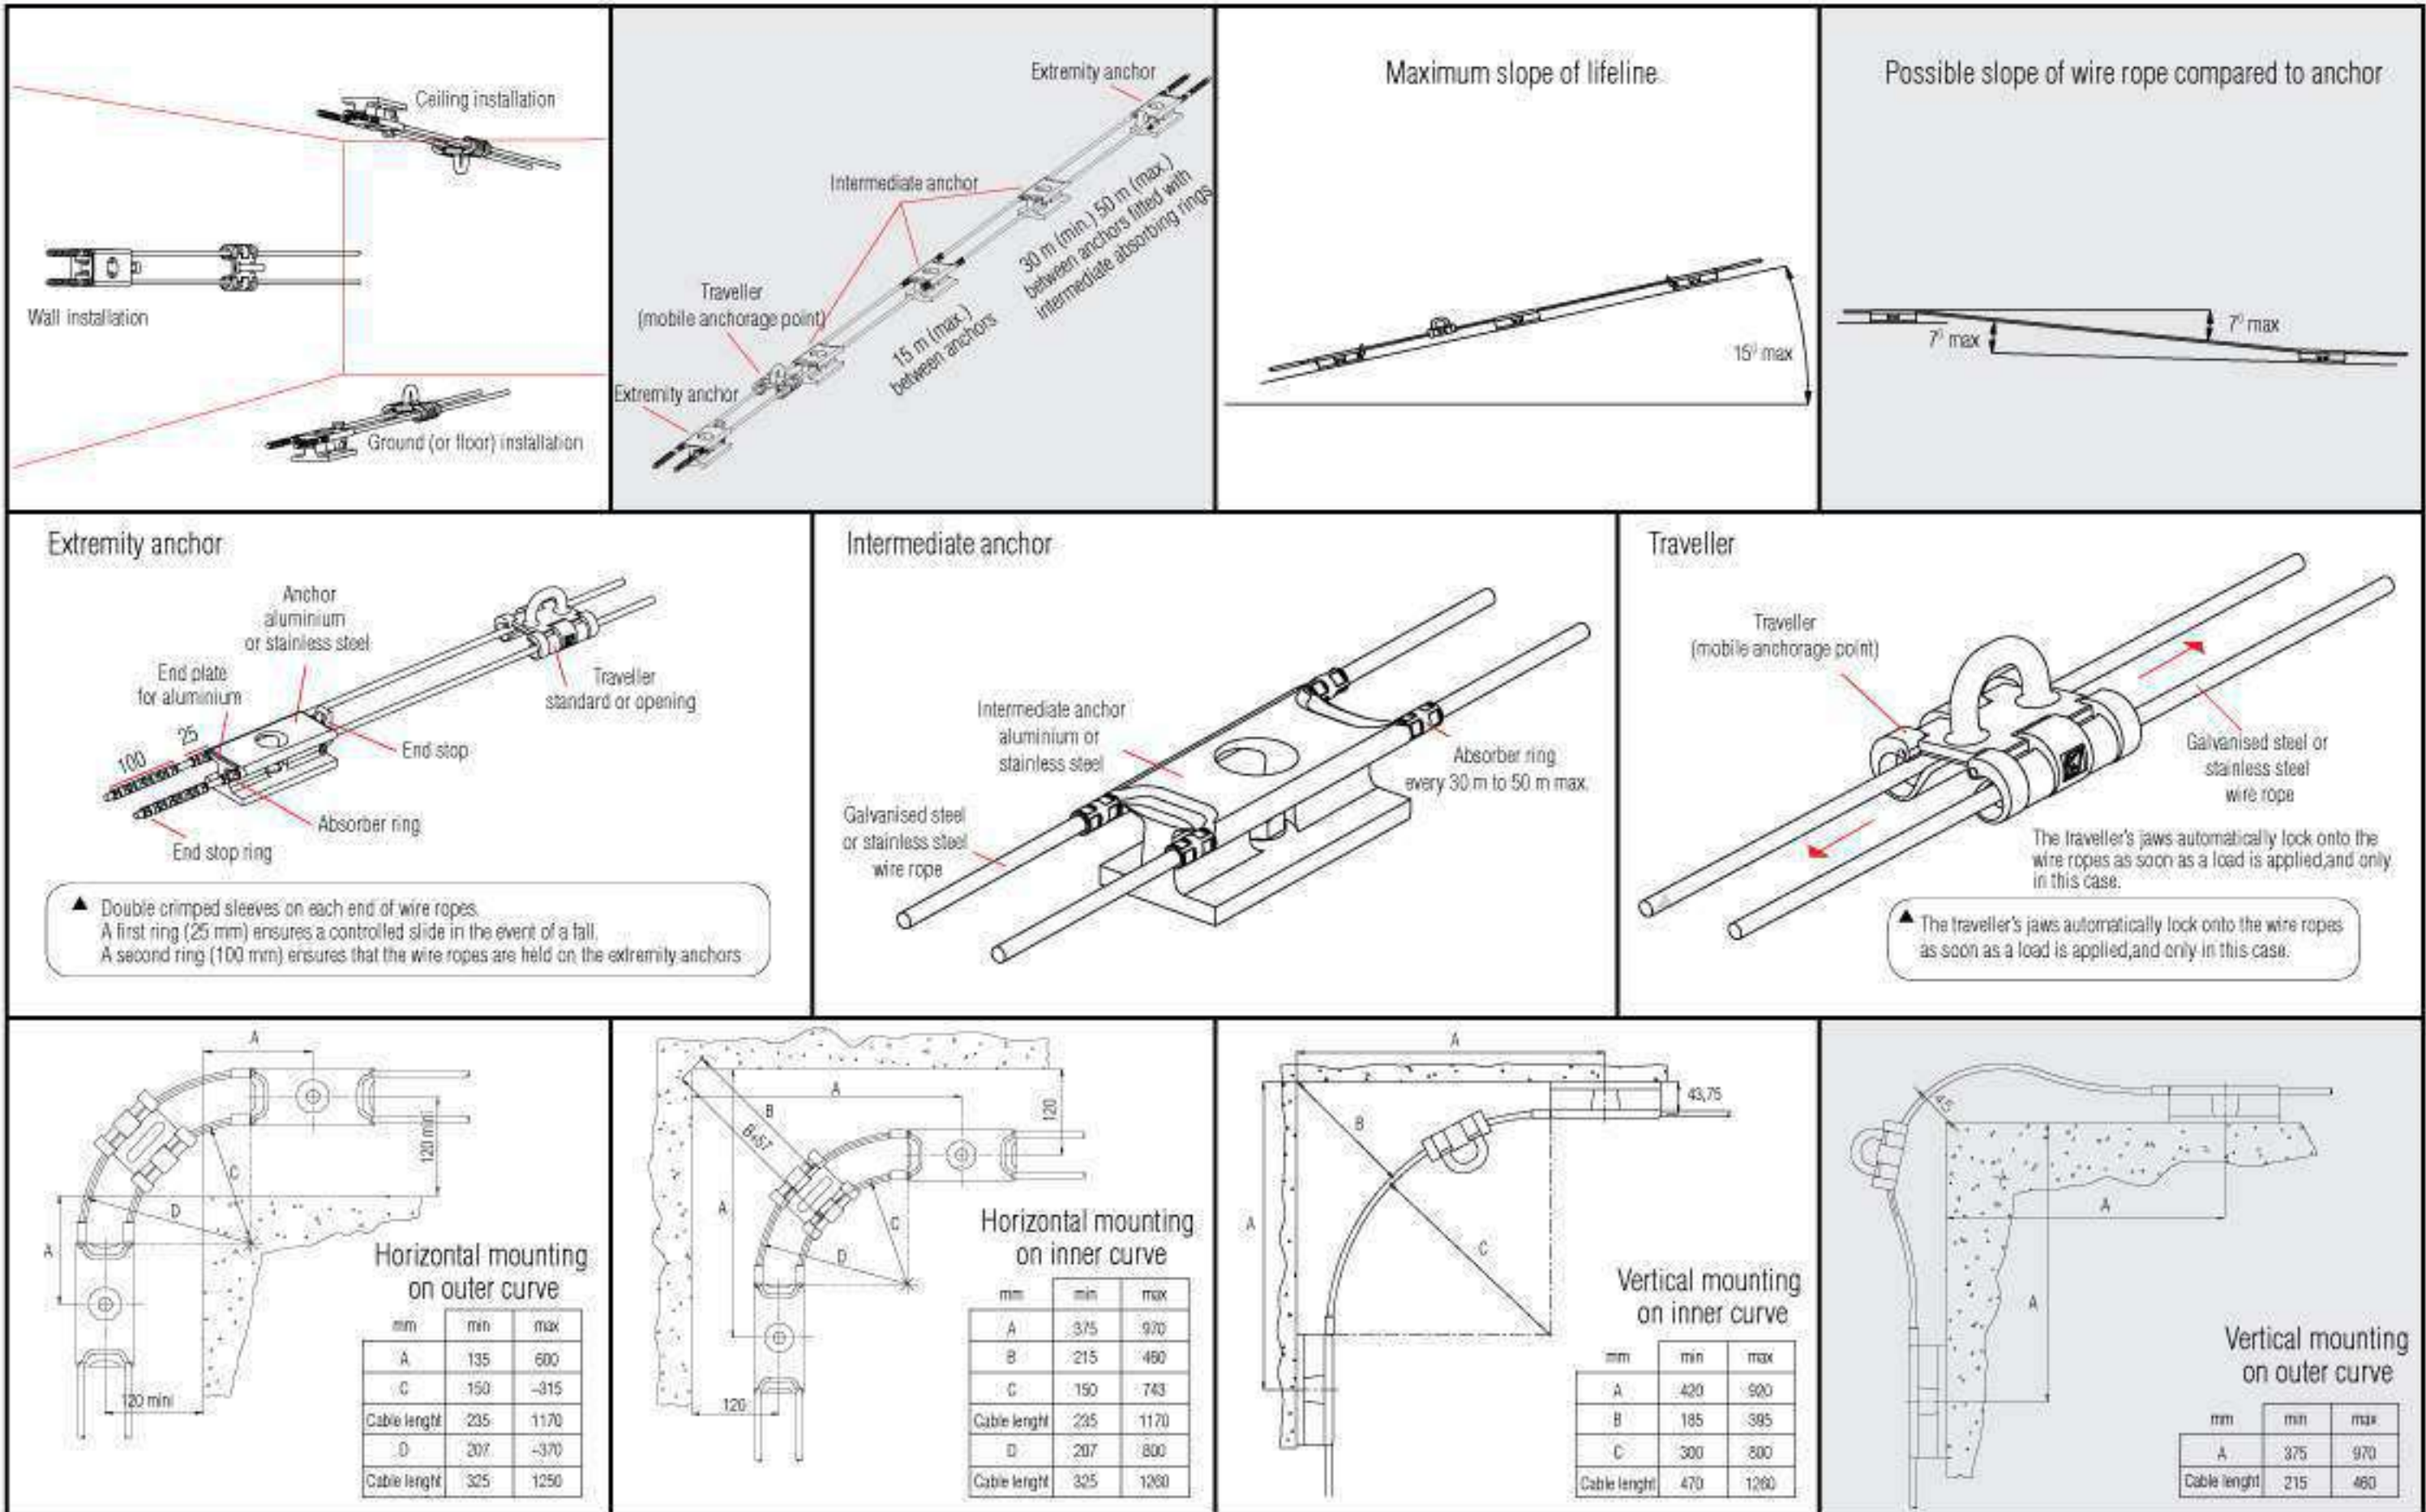 Ceiling installation
Wall installation
Ground (or floor) installation
Extremity anchor
Intermediate anchor
30 m (min.) 50 m (max.)
between anchors fitted with
intermediate absorbing rings
Traveller
(mobile anchorage point)
15 m (max.)
between anchors
Extremity anchor
Maximum slope of lifeline
15⁰ max
Possible slope of wire rope compared to anchor
7⁰ max
7⁰ max
Extremity anchor
Anchor
aluminium
or stainless steel
End plate
for aluminium
25
100
Traveller
standard or opening
End stop
Absorber ring
End stop ring
▲ Double crimped sleeves on each end of wire ropes.
A first ring (25 mm) ensures a controlled slide in the event of a fall.
A second ring (100 mm) ensures that the wire ropes are held on the extremity anchors
Intermediate anchor
Intermediate anchor
aluminium or
stainless steel
Absorber ring
every 30 m to 50 m max.
Galvanised steel
or stainless steel
wire rope
Traveller
Traveller
(mobile anchorage point)
Galvanised steel or
stainless steel
wire rope
The traveller's jaws automatically lock onto the
wire ropes as soon as a load is applied,and only
in this case.
▲ The traveller's jaws automatically lock onto the wire ropes
as soon as a load is applied,and only in this case.
A
120 mini
C
D
A
120 mini
Horizontal mounting
on outer curve
mm min max
A 135 600
C 150 ~315
Cable lenght 235 1170
D 207 ~370
Cable lenght 325 1250
A
B
B+57
120
A
C
D
120
Horizontal mounting
on inner curve
mm min max
A 375 970
B 215 460
C 150 743
Cable lenght 235 1170
D 207 800
Cable lenght 325 1260
A
43,75
B
A
C
Vertical mounting
on inner curve
mm min max
A 420 920
B 185 395
C 300 800
Cable lenght 470 1260
45
A
A
Vertical mounting
on outer curve
mm min max
A 375 970
Cable lenght 215 460